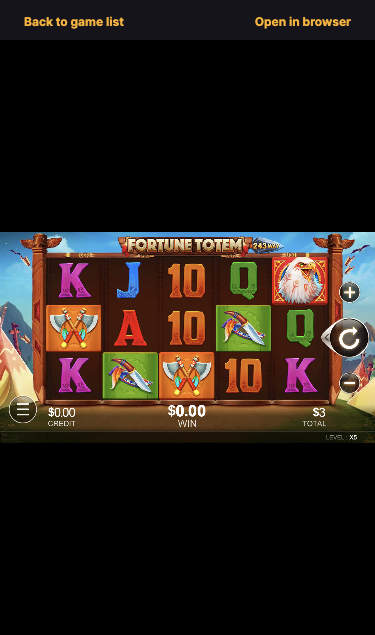 Back to game list
Open in browser
FORTUNE TOTEM
243 WAYS
K J 10 Q
A 10 Q
K 10 K
$0.00
CREDIT
$0.00
WIN
$3
TOTAL
LEVEL: X5